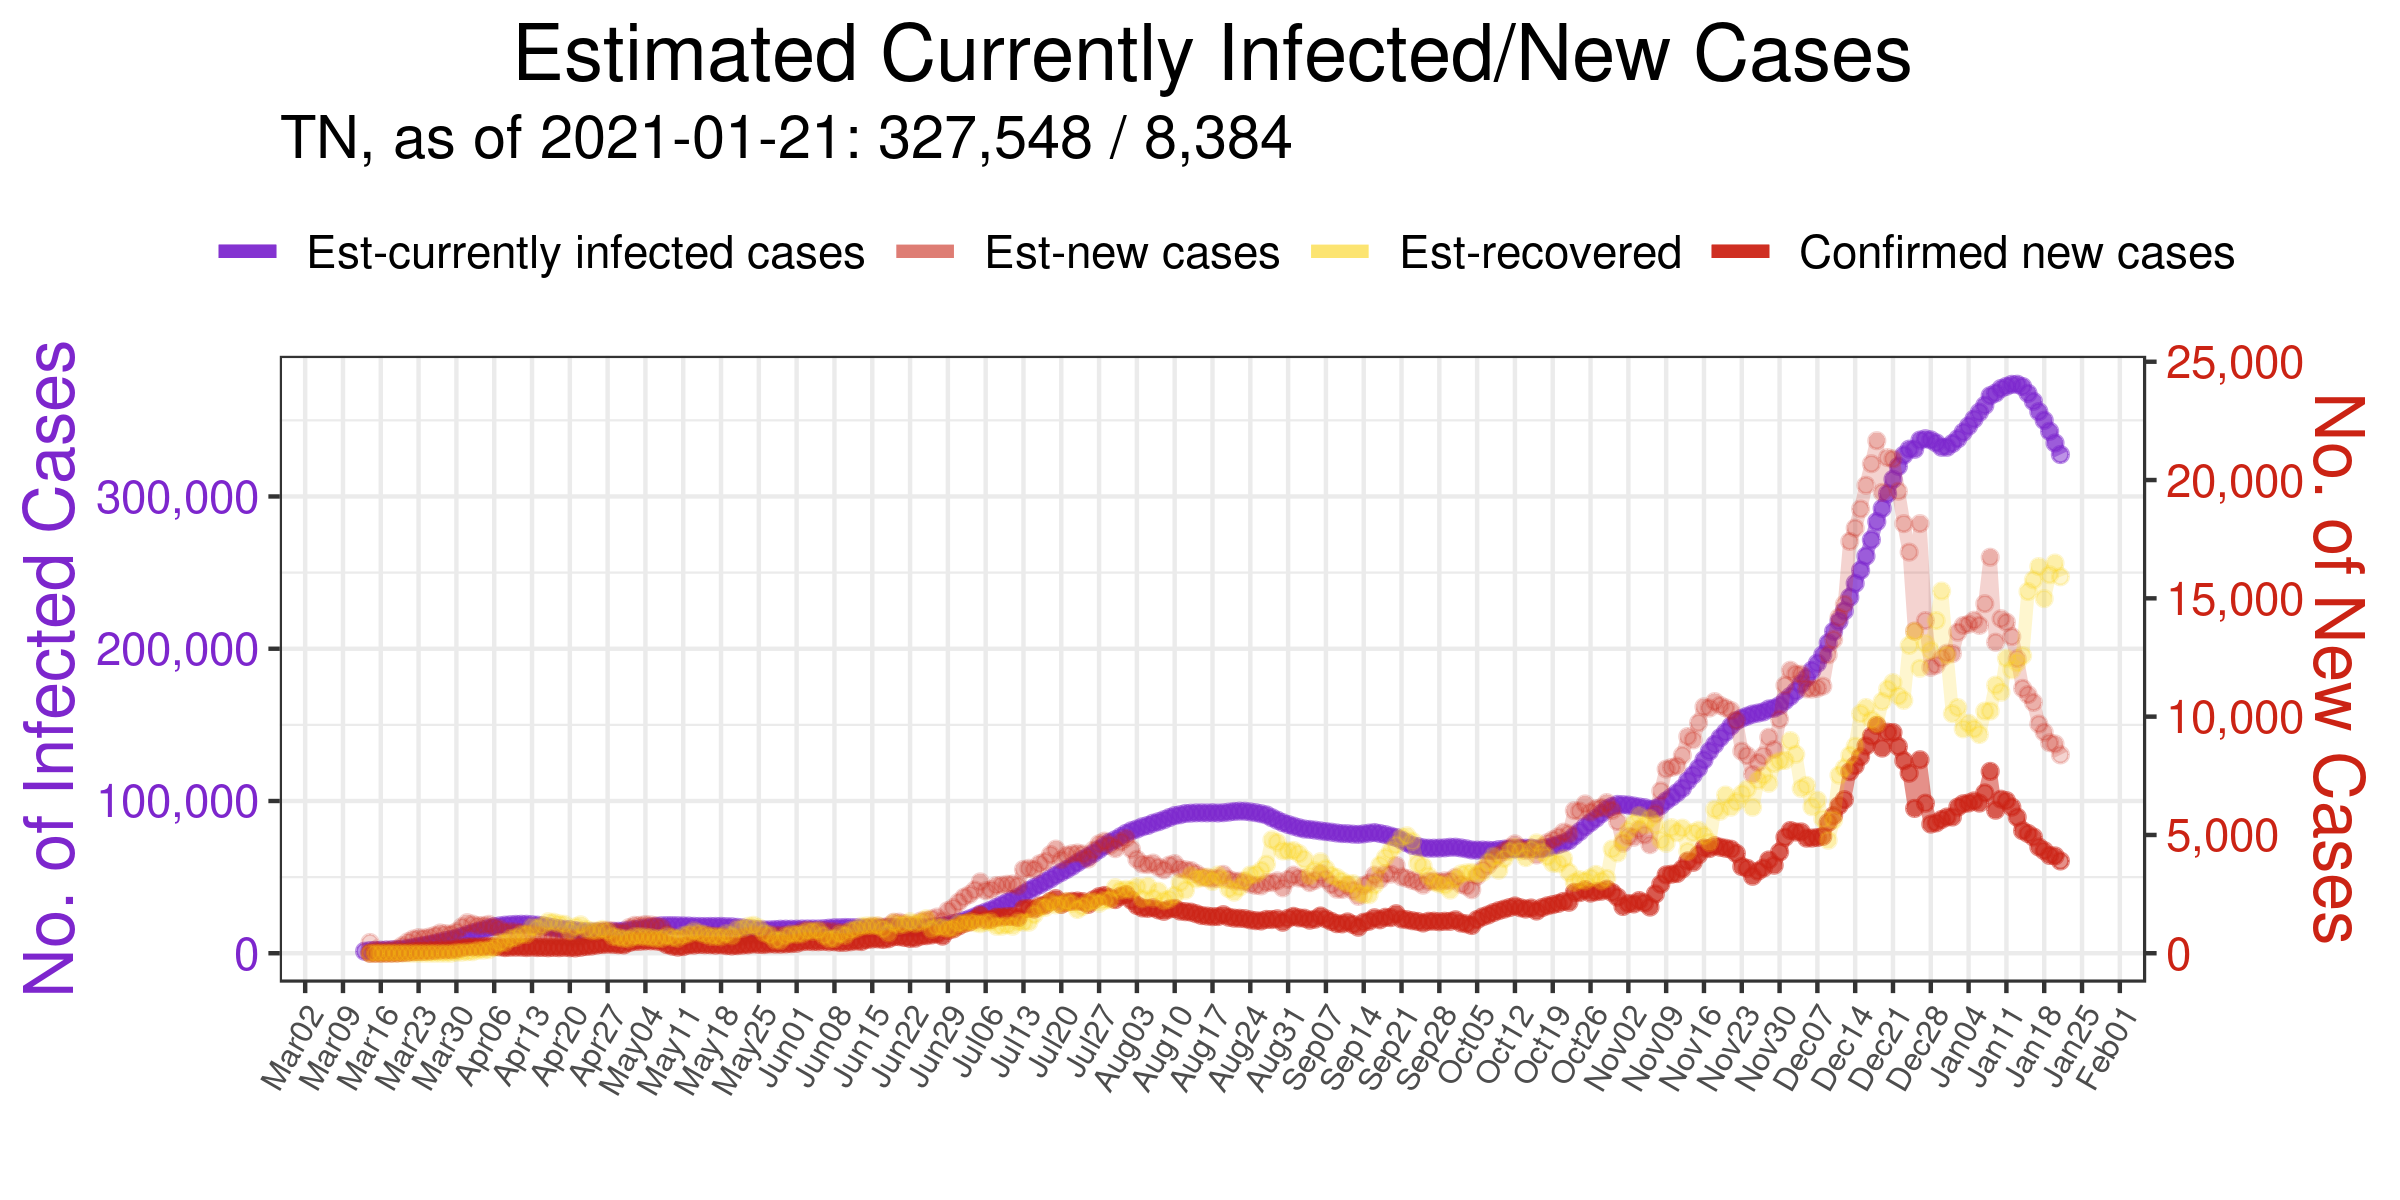 Estimated Currently Infected/New Cases
TN, as of 2021-01-21: 327,548 / 8,384
Est-currently infected cases Est-new cases Est-recovered Confirmed new cases
No. of Infected Cases
300,000
200,000
100,000
0
25,000
20,000
15,000
10,000
5,000
0
No. of New Cases
Mar02 Mar09 Mar16 Mar23 Mar30 Apr06 Apr13 Apr20 Apr27 May04 May11 May18 May25 Jun01 Jun08 Jun15 Jun22 Jun29 Jul06 Jul13 Jul20 Jul27 Aug03 Aug10 Aug17 Aug24 Aug31 Sep07 Sep14 Sep21 Sep28 Oct05 Oct12 Oct19 Oct26 Nov02 Nov09 Nov16 Nov23 Nov30 Dec07 Dec14 Dec21 Dec28 Jan04 Jan11 Jan18 Jan25 Feb01